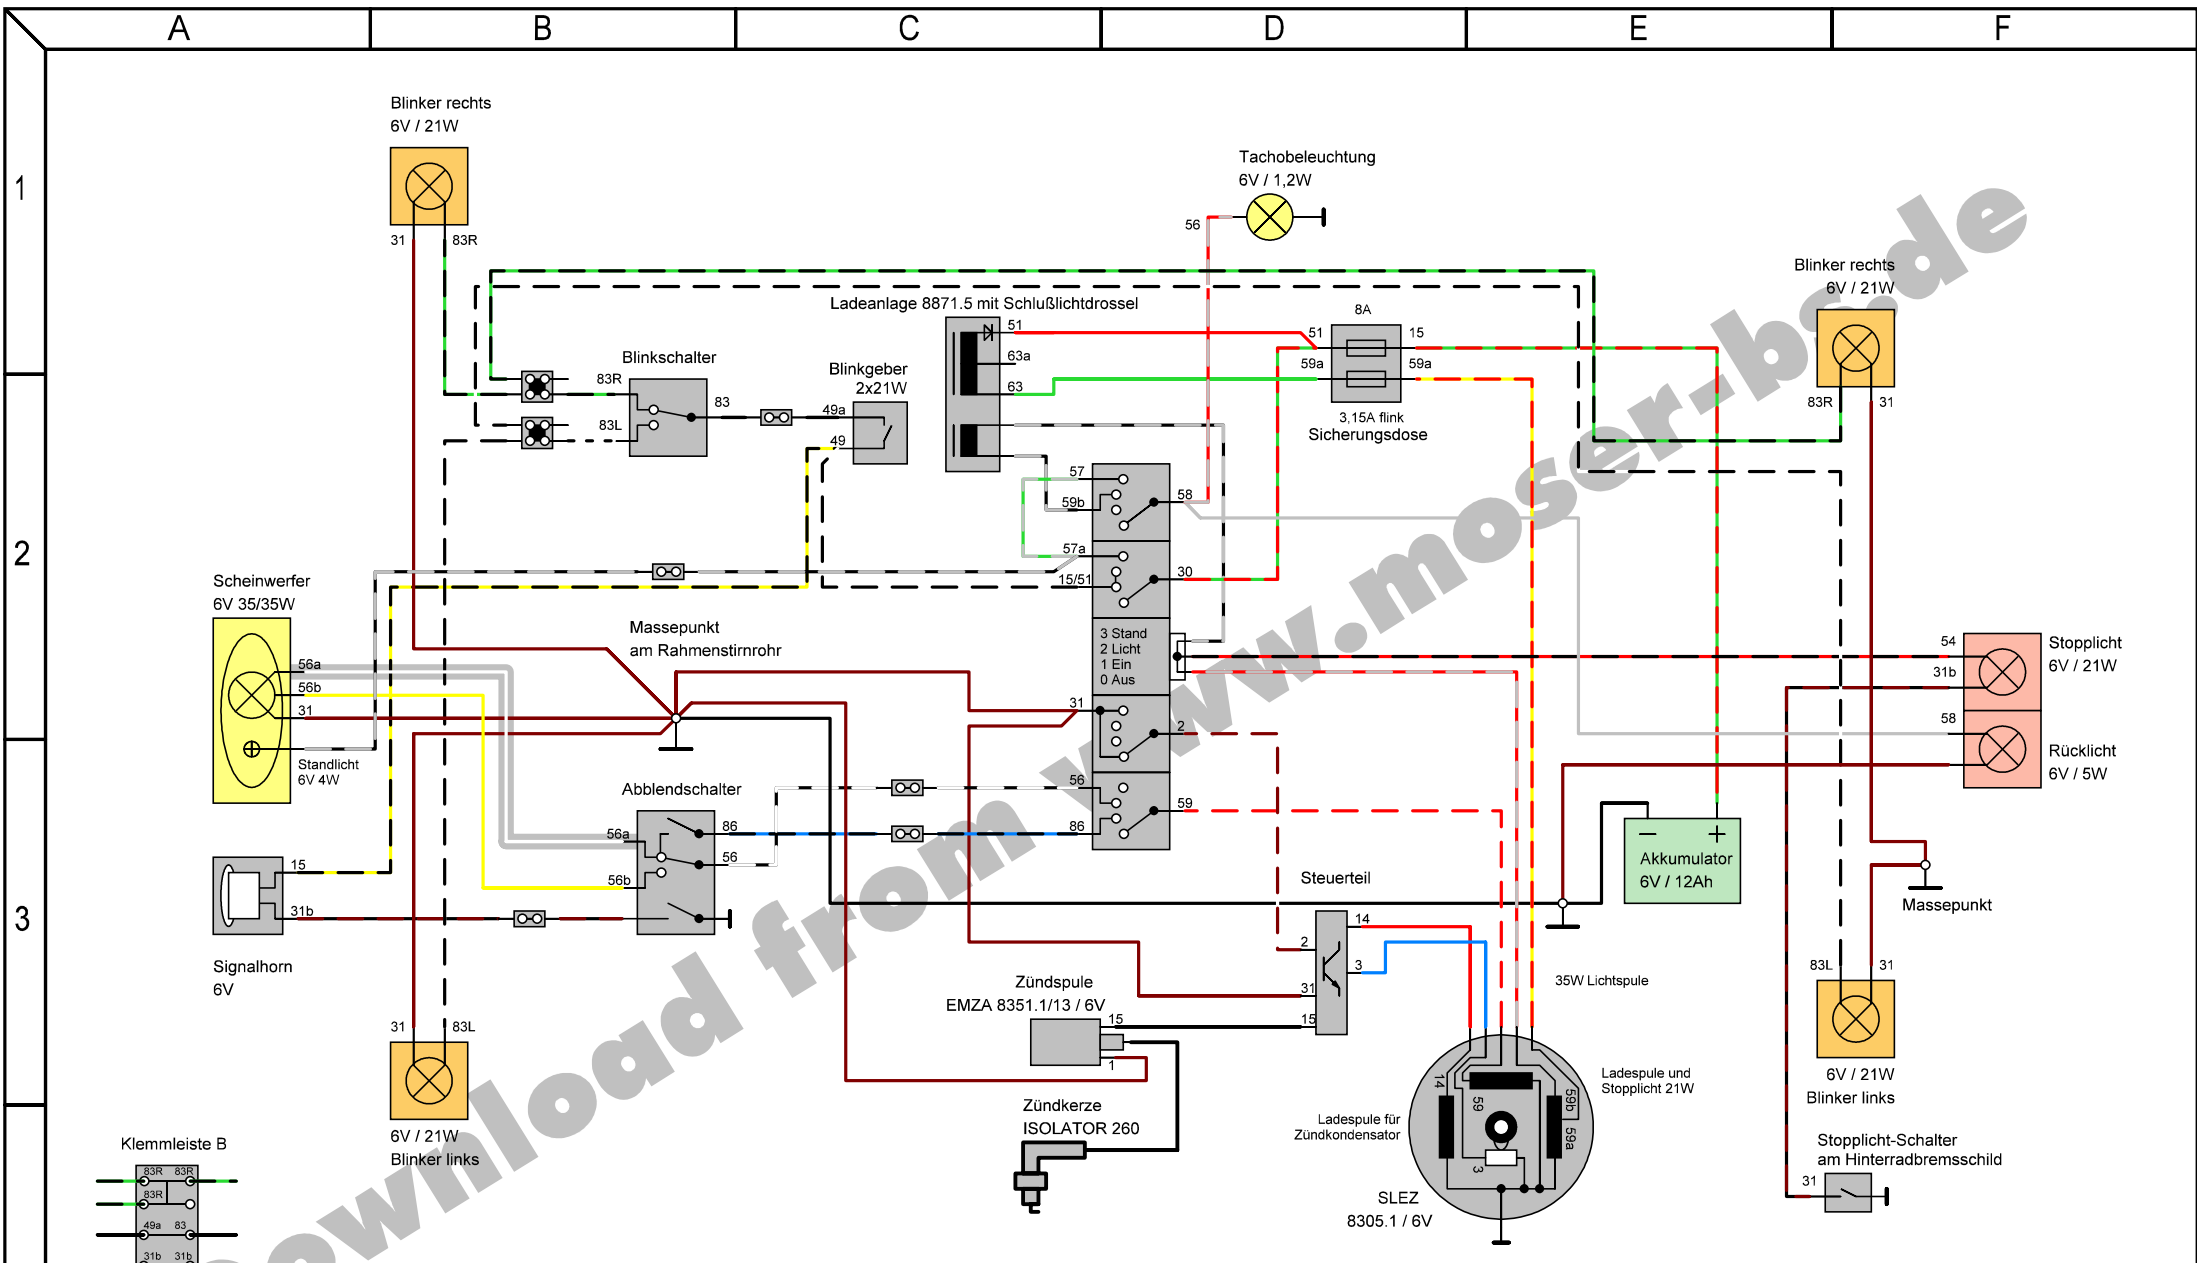 A B C D E F
1
2
3
Blinker rechts
6V / 21W
31 83R
Tachobeleuchtung
6V / 1,2W
56
Blinker rechts
6V / 21W
83R 31
Ladeanlage 8871.5 mit Schlußlichtdrossel
51
63a
63
8A
51 15
59a 59a
3,15A flink
Sicherungsdose
Blinkschalter
83R
83L
83
Blinkgeber
2x21W
49a
49
57
59b
58
57a
15/51
30
3 Stand
2 Licht
1 Ein
0 Aus
31
2
56
86
59
Scheinwerfer
6V 35/35W
56a
56b
31
Standlicht
6V 4W
Massepunkt
am Rahmenstirnrohr
54
31b
58
Stopplicht
6V / 21W
Rücklicht
6V / 5W
Abblendschalter
56a
56b
86
56
15
31b
Signalhorn
6V
Akkumulator
6V / 12Ah
Massepunkt
Steuerteil
14
2
3
31
15
35W Lichtspule
Zündspule
EMZA 8351.1/13 / 6V
15
1
Zündkerze
ISOLATOR 260
31 83L
6V / 21W
Blinker links
83L 31
6V / 21W
Blinker links
Ladespule und
Stopplicht 21W
Ladespule für
Zündkondensator
14
59
59b
59a
3
SLEZ
8305.1 / 6V
Stopplicht-Schalter
am Hinterradbremsschild
31
Klemmleiste B
83R 83R
83R
49a 83
31b 31b
ownload from www.moser-bs.de